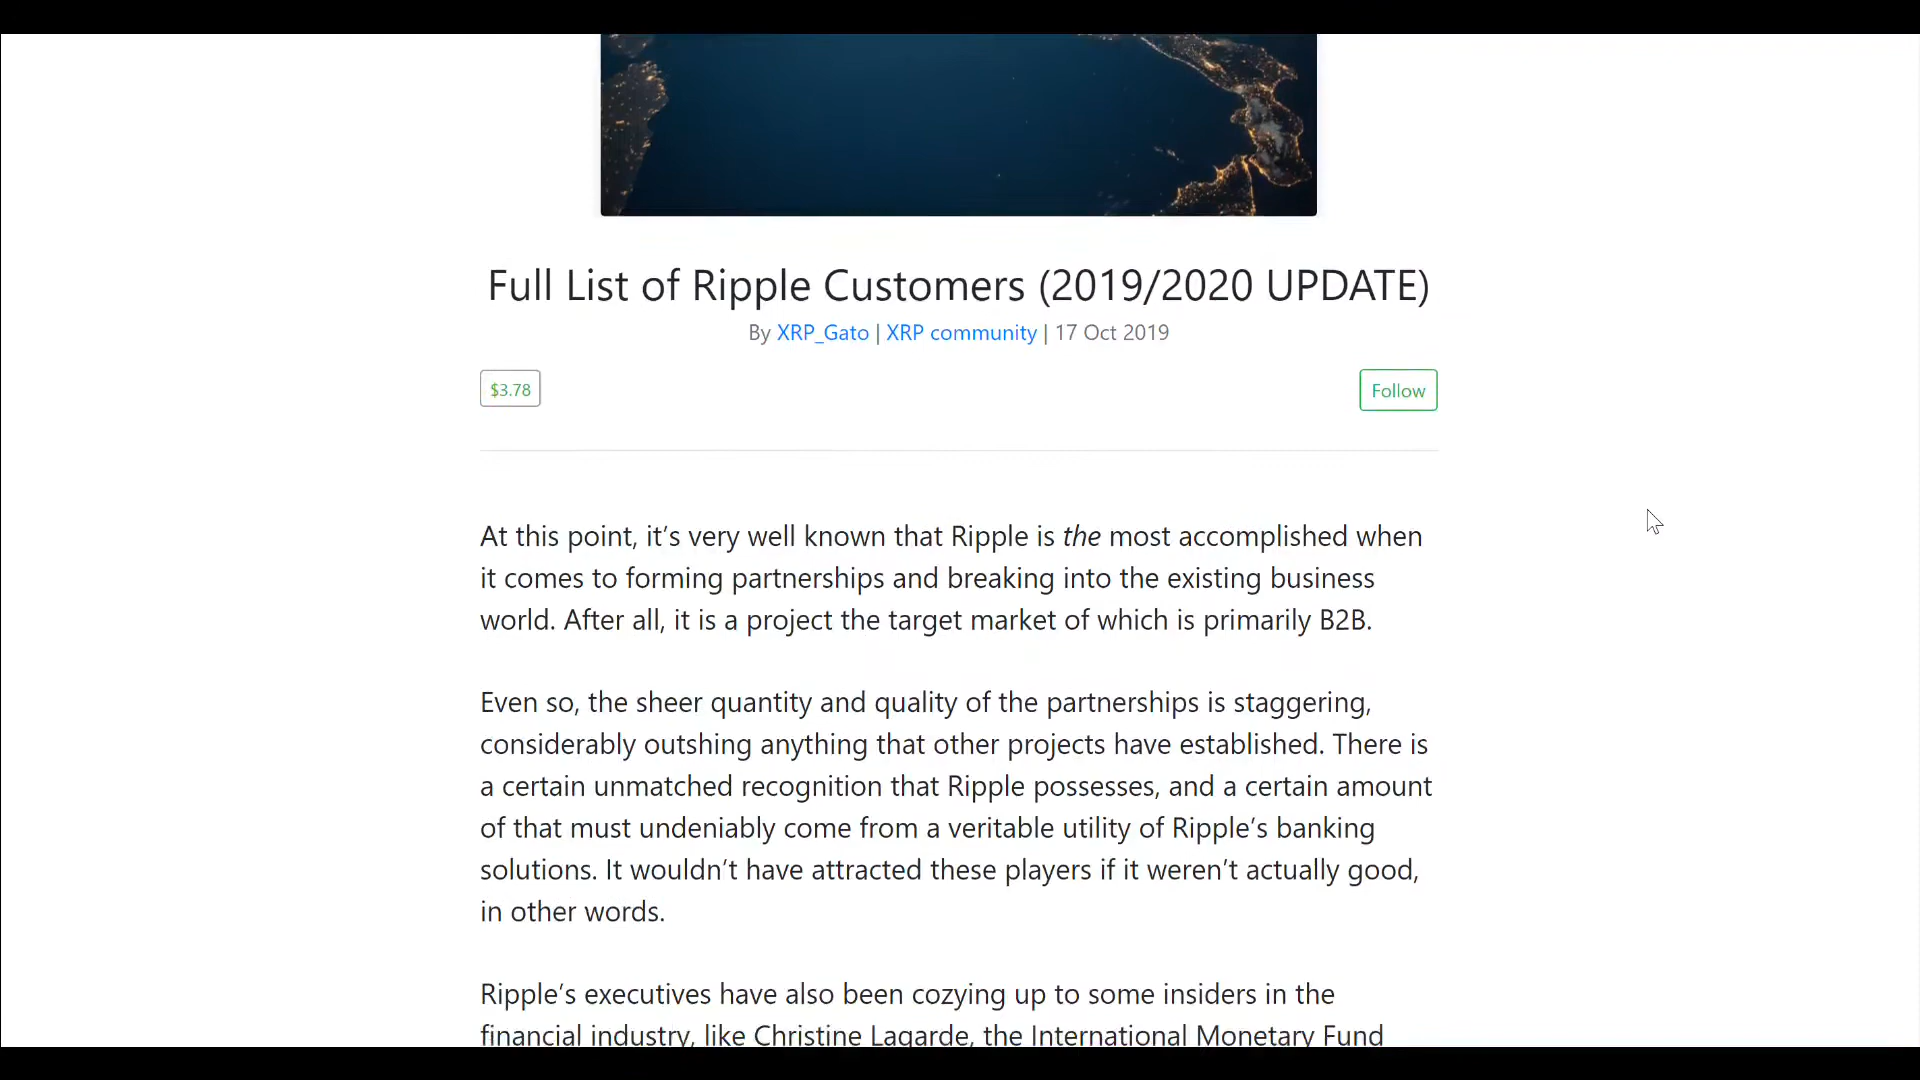 Full List of Ripple Customers (2019/2020 UPDATE)
By XRP_Gato | XRP community | 17 Oct 2019
$3.78
Follow
At this point, it’s very well known that Ripple is the most accomplished when
it comes to forming partnerships and breaking into the existing business
world. After all, it is a project the target market of which is primarily B2B.
Even so, the sheer quantity and quality of the partnerships is staggering,
considerably outshing anything that other projects have established. There is
a certain unmatched recognition that Ripple possesses, and a certain amount
of that must undeniably come from a veritable utility of Ripple’s banking
solutions. It wouldn’t have attracted these players if it weren’t actually good,
in other words.
Ripple’s executives have also been cozying up to some insiders in the
financial industry, like Christine Lagarde, the International Monetary Fund